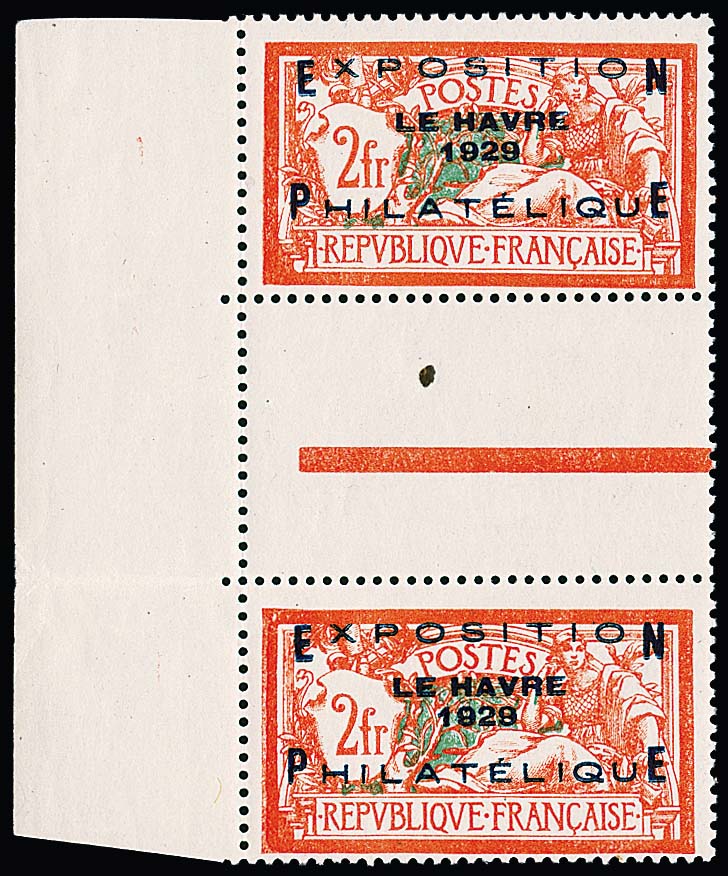 EXPOSITION
POSTES
LE HAVRE
1929
2fr
PHILATÉLIQUE
·REPVBLIQVE·FRANÇAISE·
EXPOSITION
POSTES
LE HAVRE
1929
2fr
PHILATÉLIQUE
·REPVBLIQVE·FRANÇAISE·